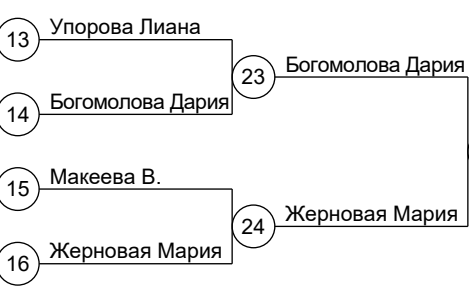 13 Упорова Лиана
23 Богомолова Дария
14 Богомолова Дария
15 Макеева В.
24 Жерновая Мария
16 Жерновая Мария